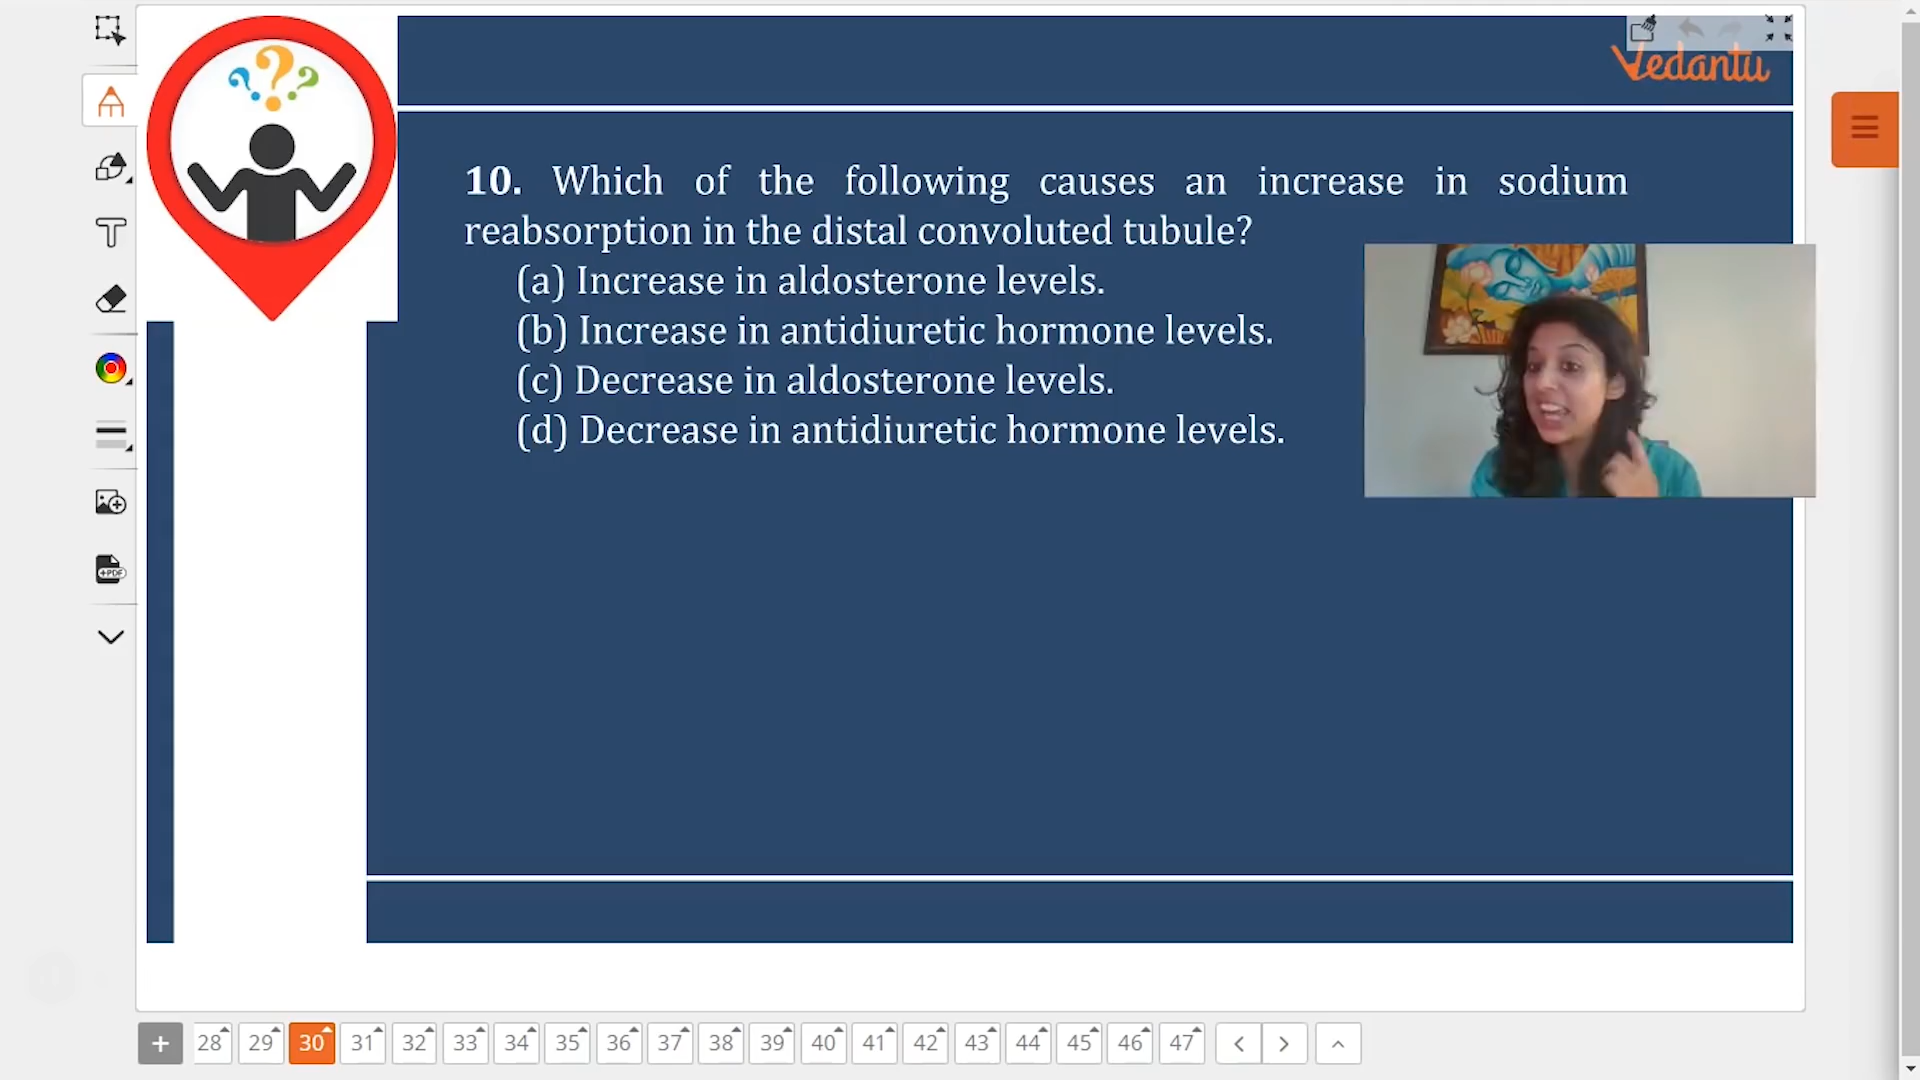 ???
Vedantu
10. Which of the following causes an increase in sodium
reabsorption in the distal convoluted tubule?
(a) Increase in aldosterone levels.
(b) Increase in antidiuretic hormone levels.
(c) Decrease in aldosterone levels.
(d) Decrease in antidiuretic hormone levels.
T
+PDF
+ 28 29 30 31 32 33 34 35 36 37 38 39 40 41 42 43 44 45 46 47 < >